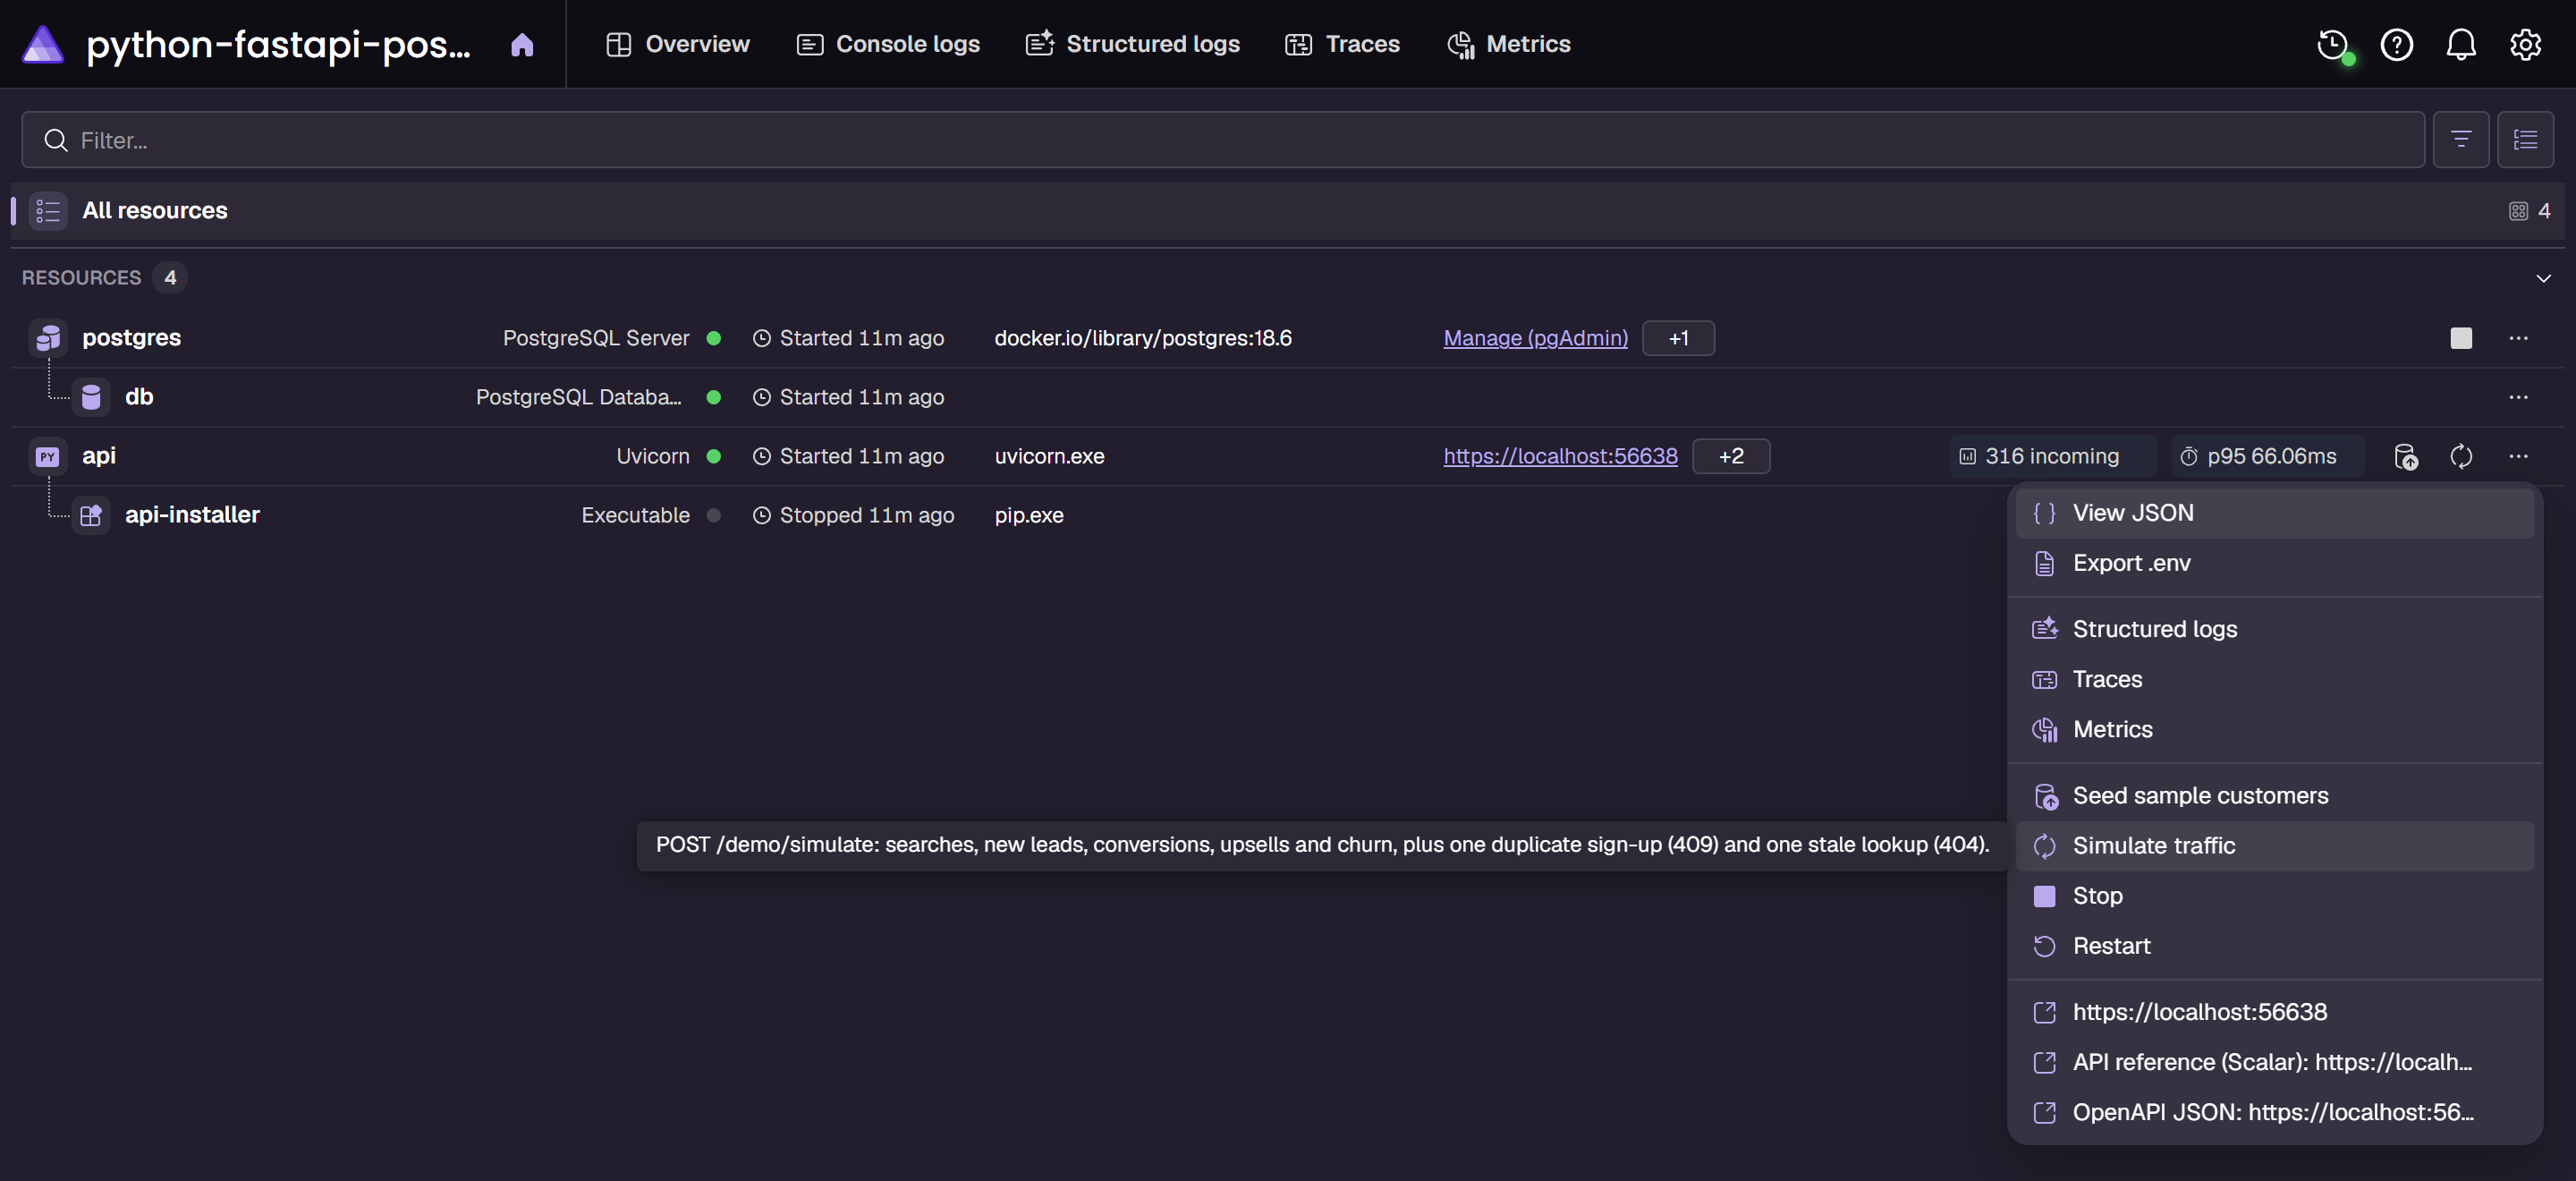 python-fastapi-pos...
Overview
Console logs
Structured logs
Traces
Metrics
Filter...
All resources
4
RESOURCES 4
postgres PostgreSQL Server Started 11m ago docker.io/library/postgres:18.6 Manage (pgAdmin) +1
db PostgreSQL Databa... Started 11m ago
PY api Uvicorn Started 11m ago uvicorn.exe https://localhost:56638 +2 316 incoming p95 66.06ms
api-installer Executable Stopped 11m ago pip.exe
View JSON
Export .env
Structured logs
Traces
Metrics
Seed sample customers
POST /demo/simulate: searches, new leads, conversions, upsells and churn, plus one duplicate sign-up (409) and one stale lookup (404).
Simulate traffic
Stop
Restart
https://localhost:56638
API reference (Scalar): https://localh...
OpenAPI JSON: https://localhost:56...